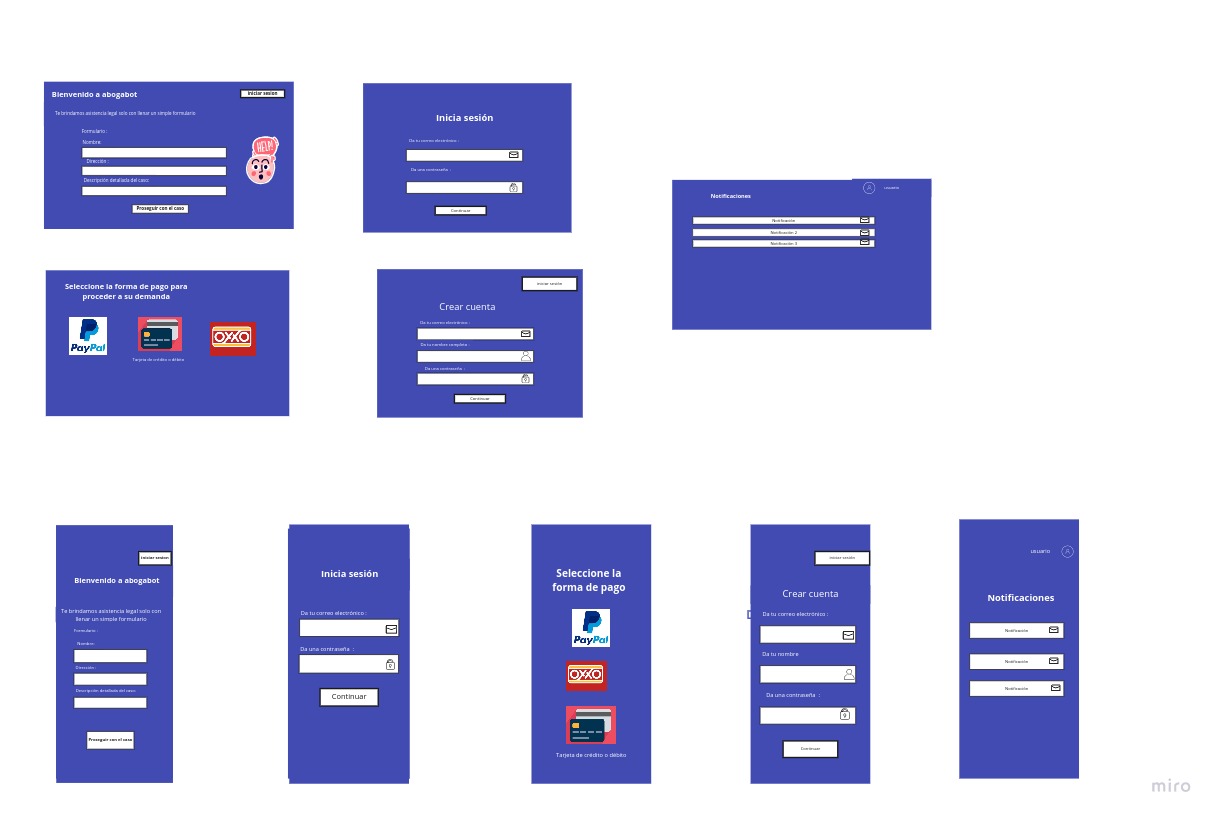 Bienvenido a abogabot
Iniciar sesion
Te brindamos asistencia legal solo con llenar un simple formulario
Formulario :
Nombre:
Dirección :
Descripción detallada del caso:
Proseguir con el caso
HELP!
Inicia sesión
Da tu correo electrónico :
Da una contraseña :
Continuar
Notificaciones
usuario
Notificación
Notificación 2
Notificación 3
Seleccione la forma de pago para
proceder a su demanda
PayPal
Tarjeta de crédito o débito
OXXO
iniciar sesión
Crear cuenta
Da tu correo electrónico :
Da tu nombre completo :
Da una contraseña :
Continuar
Iniciar sesion
Bienvenido a abogabot
Te brindamos asistencia legal solo con
llenar un simple formulario
Formulario :
Nombre:
Dirección :
Descripción detallada del caso:
Proseguir con el caso
Inicia sesión
Da tu correo electrónico :
Da una contraseña :
Continuar
Seleccione la
forma de pago
PayPal
OXXO
Tarjeta de crédito o débito
iniciar sesión
Crear cuenta
Da tu correo electrónico :
Da tu nombre
Da una contraseña :
Continuar
usuario
Notificaciones
Notificación
Notificación
Notificación
miro